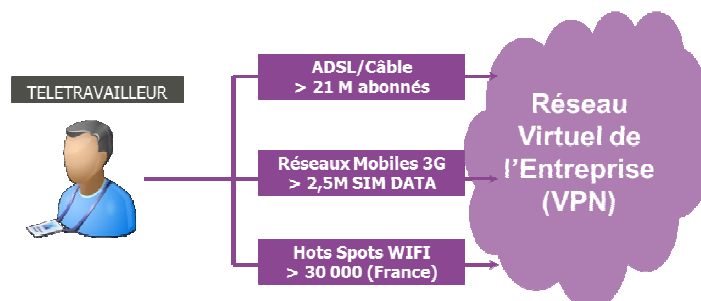 TELETRAVAILLEUR
ADSL/Câble
> 21 M abonnés
Réseaux Mobiles 3G
> 2,5M SIM DATA
Hots Spots WIFI
> 30 000 (France)
Réseau
Virtuel de
l’Entreprise
(VPN)